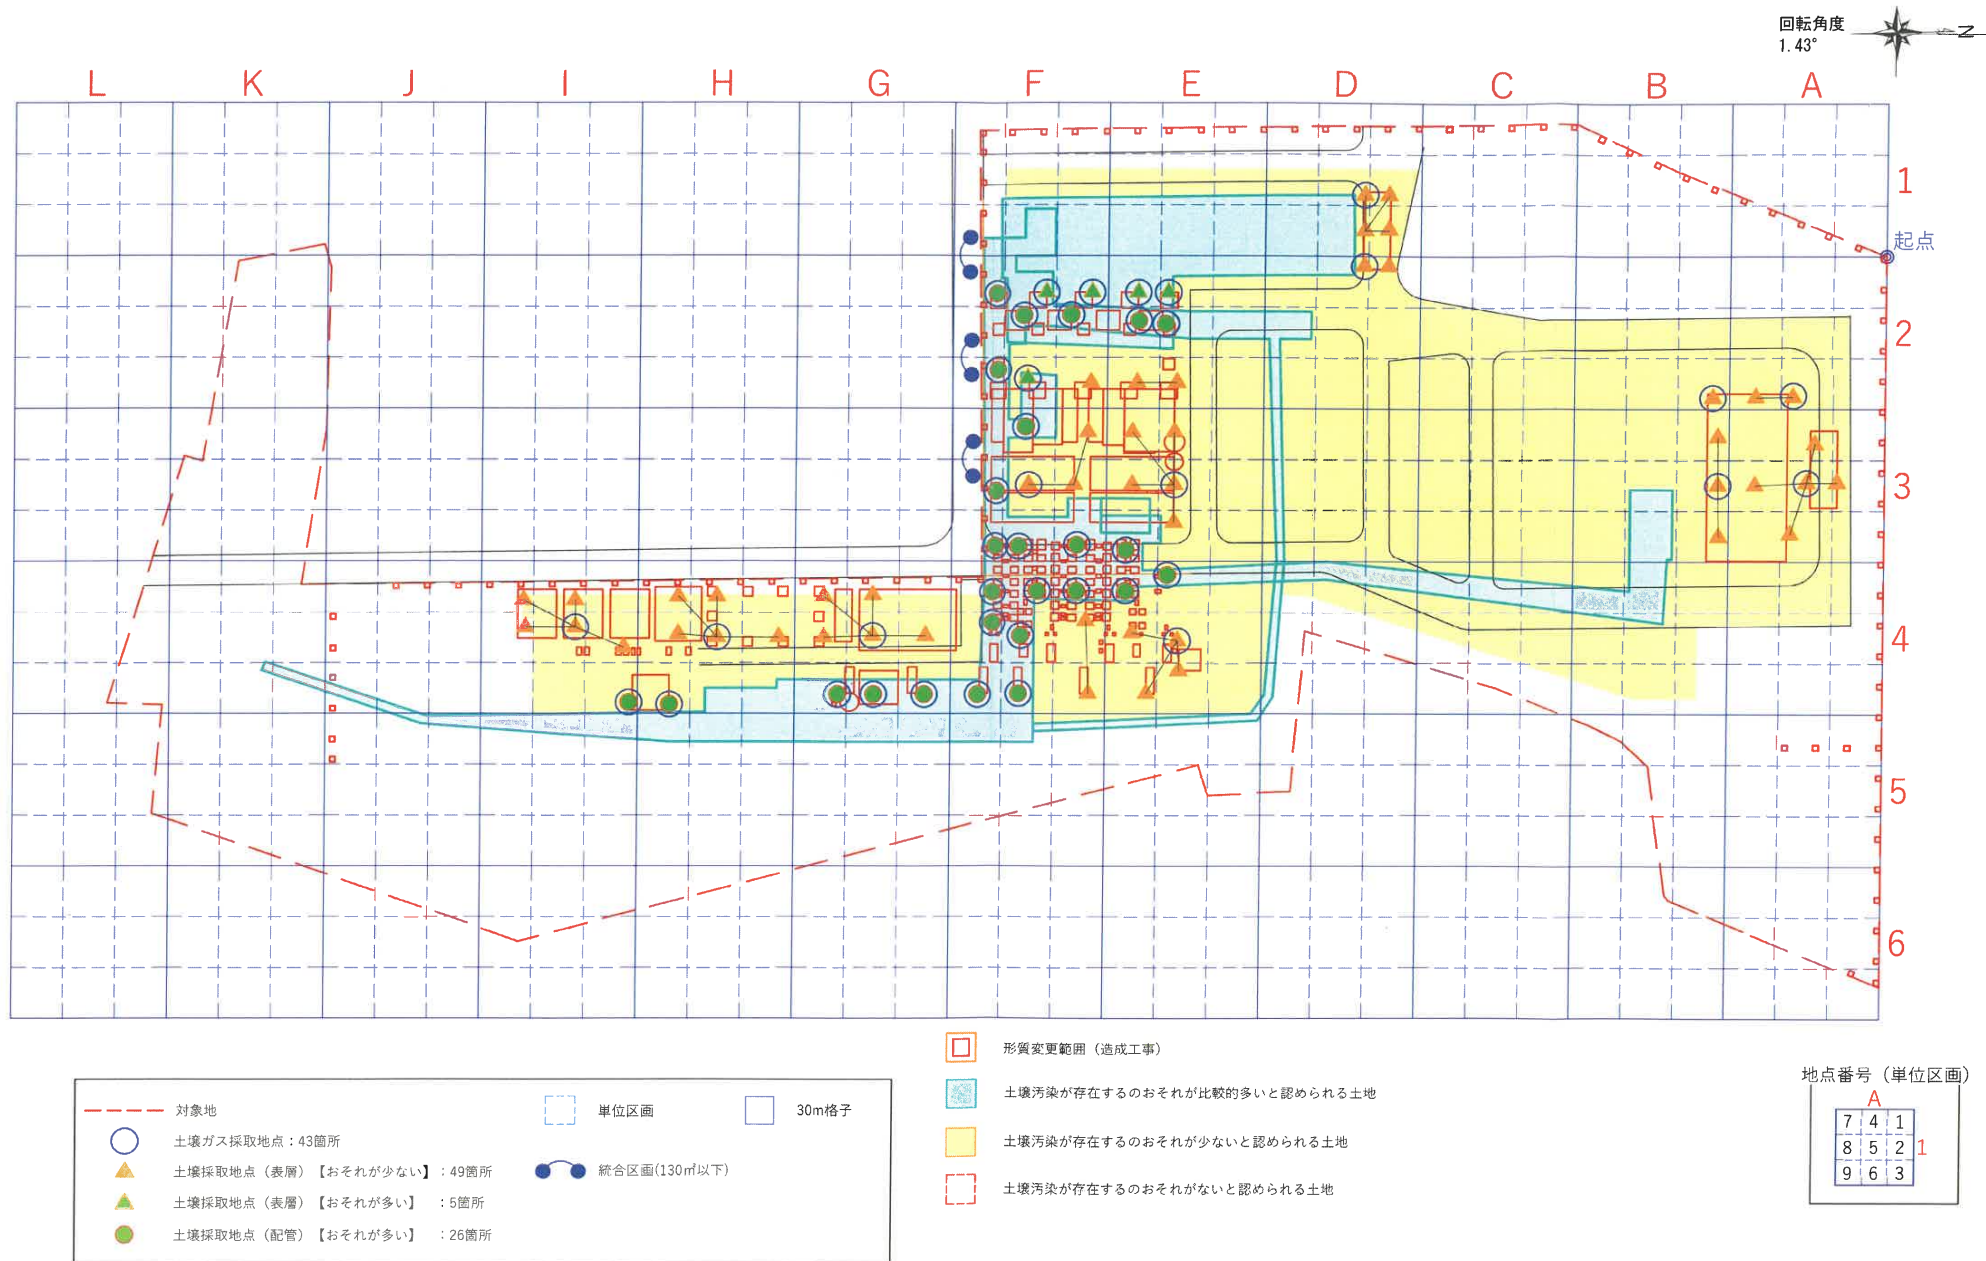 回転角度
1.43°
N
L K J I H G F E D C B A
1
起点
2
3
4
5
6
形質変更範囲（造成工事）
土壌汚染が存在するのおそれが比較的多いと認められる土地
土壌汚染が存在するのおそれが少ないと認められる土地
土壌汚染が存在するのおそれがないと認められる土地
対象地
単位区画
30m格子
土壌ガス採取地点：43箇所
土壌採取地点（表層）【おそれが少ない】：49箇所
統合区画(130㎡以下)
土壌採取地点（表層）【おそれが多い】　：5箇所
土壌採取地点（配管）【おそれが多い】　：26箇所
地点番号（単位区画）
A
7 4 1
8 5 2 1
9 6 3